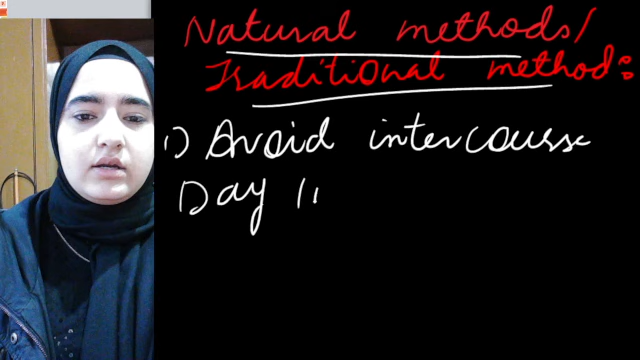 Natural methods/
Traditional method:
1) Avoid intercourse
Day 11